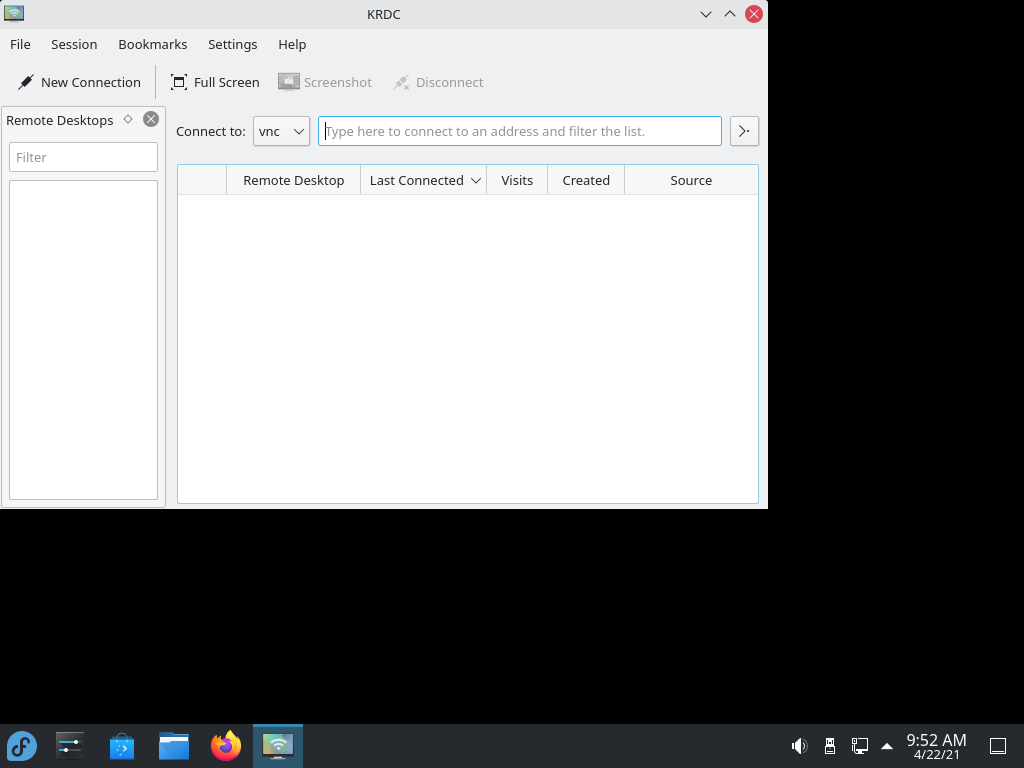 KRDC
File Session Bookmarks Settings Help
New Connection Full Screen Screenshot Disconnect
Remote Desktops
Filter
Connect to: vnc Type here to connect to an address and filter the list.
Remote Desktop Last Connected Visits Created Source
9:52 AM
4/22/21